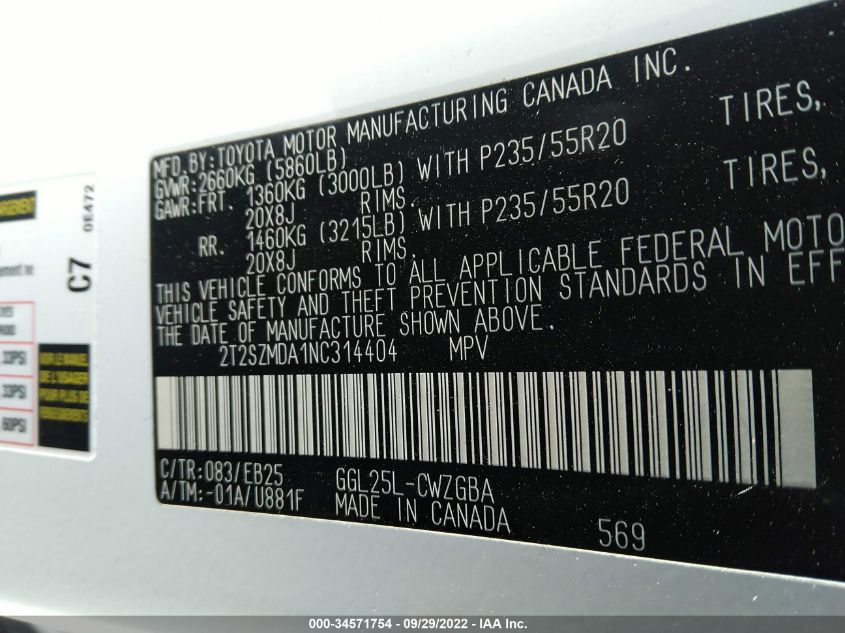 MFD.BY:TOYOTA MOTOR MANUFACTURING CANADA INC.
GVWR:2660KG (5860LB)
GAWR:FRT. 1360KG (3000LB) WITH P235/55R20 TIRES,
20X8J RIMS.
RR. 1460KG (3215LB) WITH P235/55R20 TIRES,
20X8J RIMS.
THIS VEHICLE CONFORMS TO ALL APPLICABLE FEDERAL MOTO
VEHICLE SAFETY AND THEFT PREVENTION STANDARDS IN EFF
THE DATE OF MANUFACTURE SHOWN ABOVE.
2T2SZMDA1NC314404 MPV
C/TR:083/EB25 GGL25L-CWZGBA
A/TM:-01A/U881F MADE IN CANADA
569
C7
0E472
33PSI
33PSI
60PSI
000-34571754 - 09/29/2022 - IAA Inc.